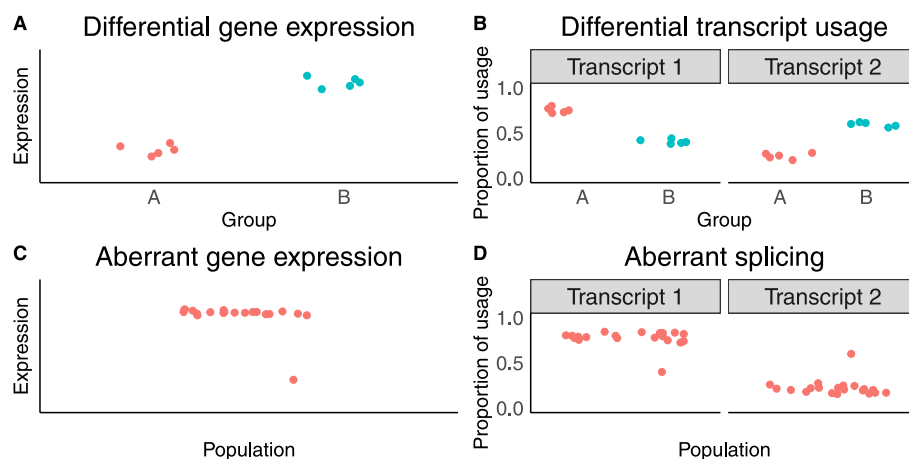 A Differential gene expression
Expression
A B
Group
B Differential transcript usage
Transcript 1 Transcript 2
Proportion of usage
1.0
0.5
0.0
A B A B
Group
C Aberrant gene expression
Expression
Population
D Aberrant splicing
Transcript 1 Transcript 2
Proportion of usage
1.0
0.5
0.0
Population